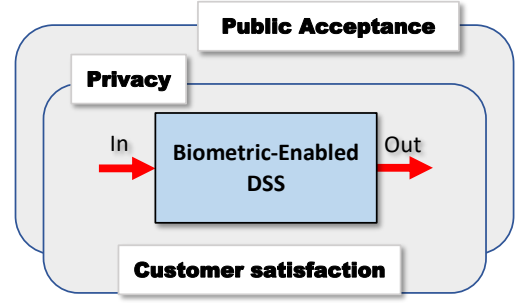 Public Acceptance
Privacy
In
Biometric-Enabled
DSS
Out
Customer satisfaction